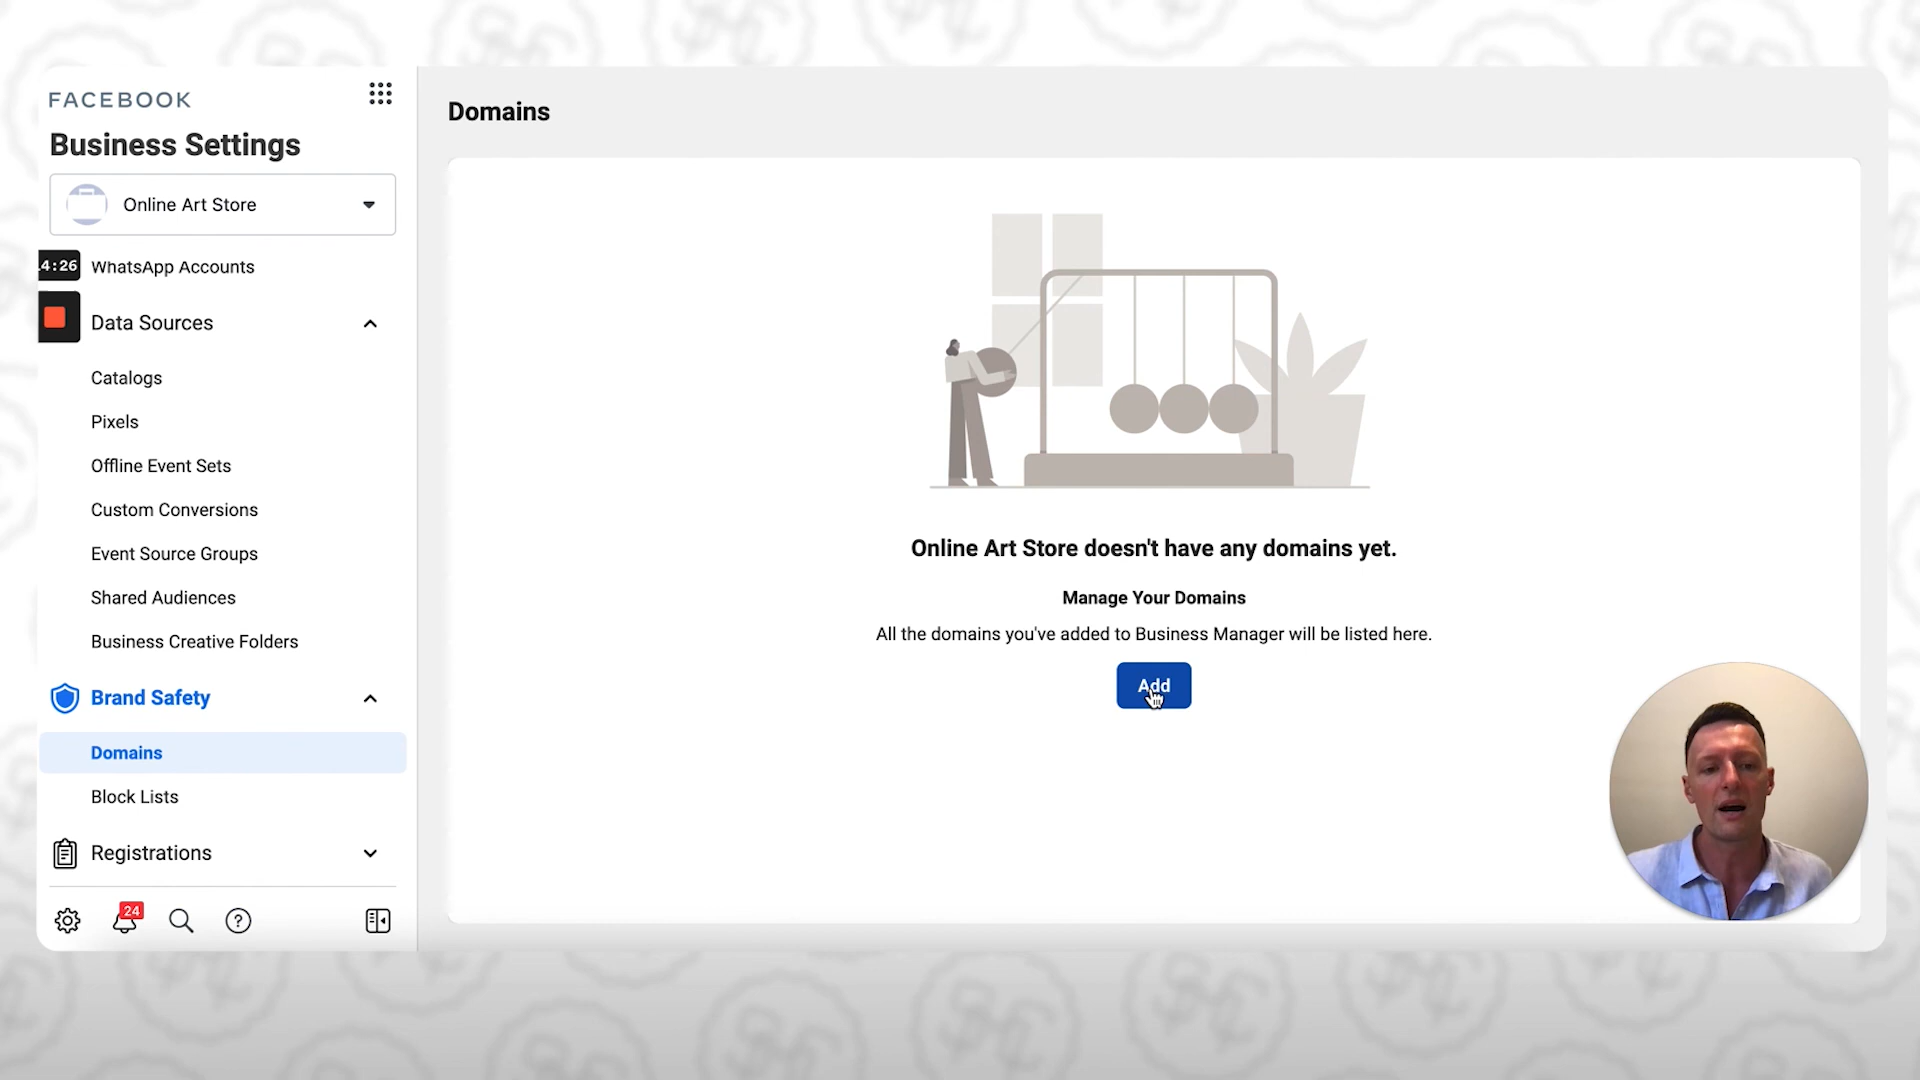 FACEBOOK
Business Settings
Online Art Store
4:26
WhatsApp Accounts
Data Sources
Catalogs
Pixels
Offline Event Sets
Custom Conversions
Event Source Groups
Shared Audiences
Business Creative Folders
Brand Safety
Domains
Block Lists
Registrations
24
Domains
Online Art Store doesn't have any domains yet.
Manage Your Domains
All the domains you've added to Business Manager will be listed here.
Add